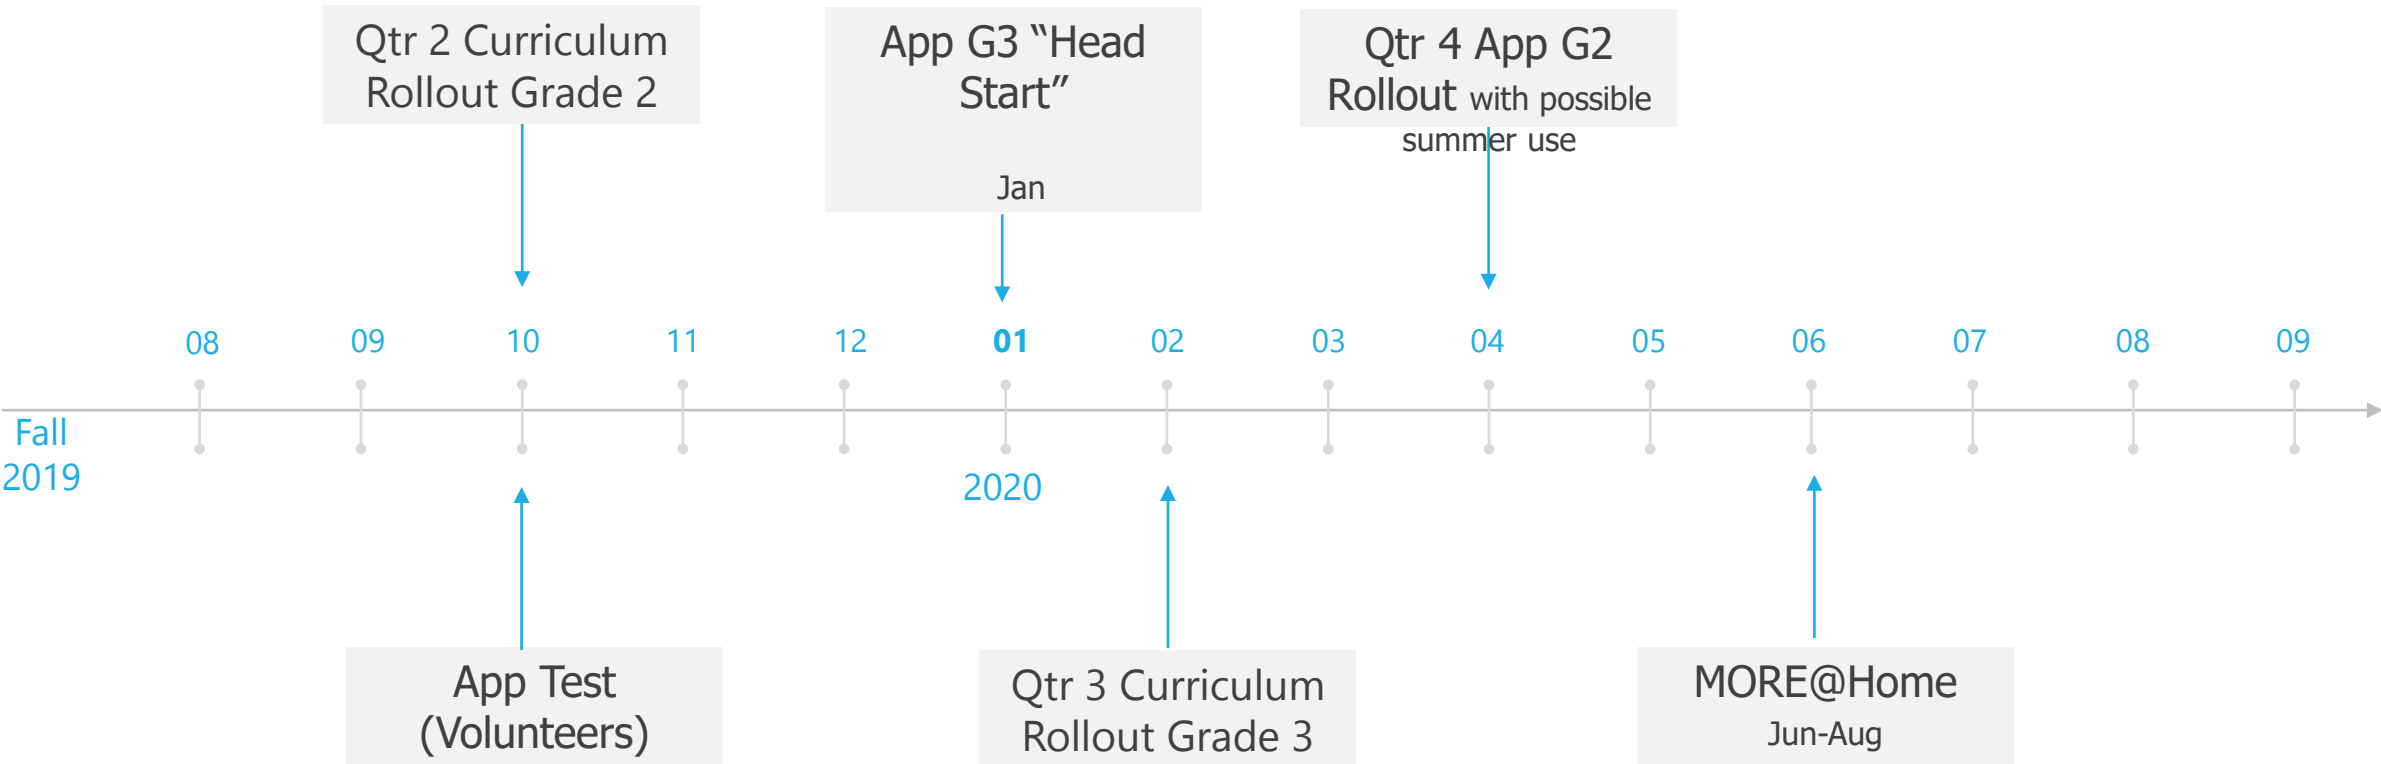 Qtr 2 Curriculum
Rollout Grade 2
App G3 “Head
Start”
Jan
Qtr 4 App G2
Rollout with possible
summer use
08 09 10 11 12 01 02 03 04 05 06 07 08 09
Fall
2019
2020
App Test
(Volunteers)
Qtr 3 Curriculum
Rollout Grade 3
MORE@Home
Jun-Aug